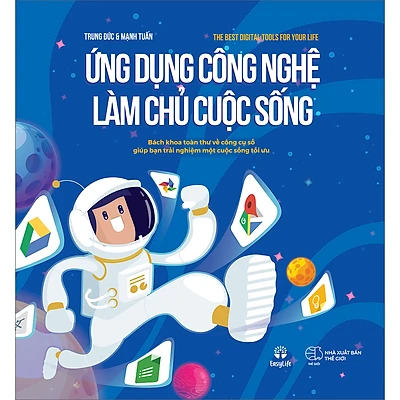 TRUNG ĐỨC & MẠNH TUẤN
THE BEST DIGITAL TOOLS FOR YOUR LIFE
ỨNG DỤNG CÔNG NGHỆ
LÀM CHỦ CUỘC SỐNG
Bách khoa toàn thư về công cụ số
giúp bạn trải nghiệm một cuộc sống tối ưu
EasyLife
THẾ GIỚI
NHÀ XUẤT BẢN
THẾ GIỚI